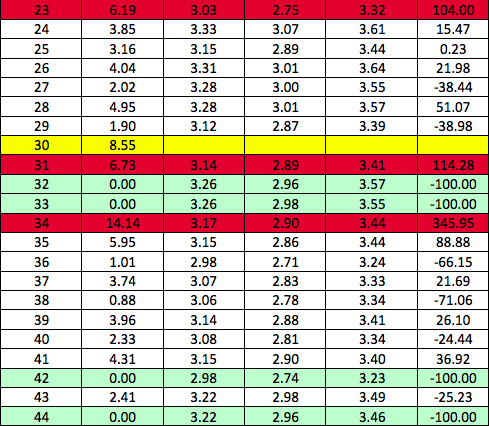 23 6.19 3.03 2.75 3.32 104.00
24 3.85 3.33 3.07 3.61 15.47
25 3.16 3.15 2.89 3.44 0.23
26 4.04 3.31 3.01 3.64 21.98
27 2.02 3.28 3.00 3.55 -38.44
28 4.95 3.28 3.01 3.57 51.07
29 1.90 3.12 2.87 3.39 -38.98
30 8.55
31 6.73 3.14 2.89 3.41 114.28
32 0.00 3.26 2.96 3.57 -100.00
33 0.00 3.26 2.98 3.55 -100.00
34 14.14 3.17 2.90 3.44 345.95
35 5.95 3.15 2.86 3.44 88.88
36 1.01 2.98 2.71 3.24 -66.15
37 3.74 3.07 2.83 3.33 21.69
38 0.88 3.06 2.78 3.34 -71.06
39 3.96 3.14 2.88 3.41 26.10
40 2.33 3.08 2.81 3.34 -24.44
41 4.31 3.15 2.90 3.40 36.92
42 0.00 2.98 2.74 3.23 -100.00
43 2.41 3.22 2.98 3.49 -25.23
44 0.00 3.22 2.96 3.46 -100.00